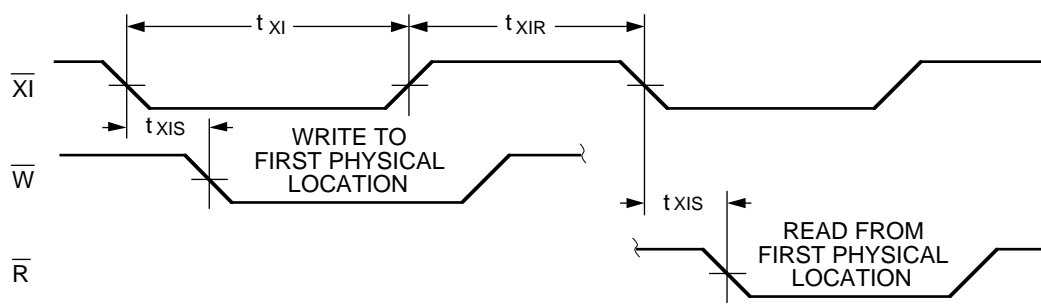 t XI
t XIR
XI
t XIS
WRITE TO
FIRST PHYSICAL
LOCATION
W
t XIS
READ FROM
FIRST PHYSICAL
LOCATION
R